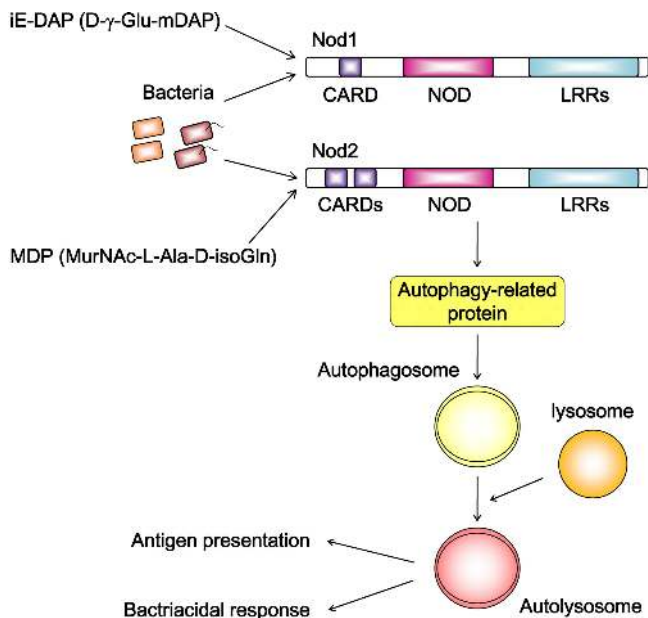 iE-DAP (D-γ-Glu-mDAP)
Nod1
CARD NOD LRRs
Bacteria
Nod2
CARDs NOD LRRs
MDP (MurNAc-L-Ala-D-isoGln)
Autophagy-related
protein
Autophagosome
lysosome
Antigen presentation
Bactriacidal response
Autolysosome